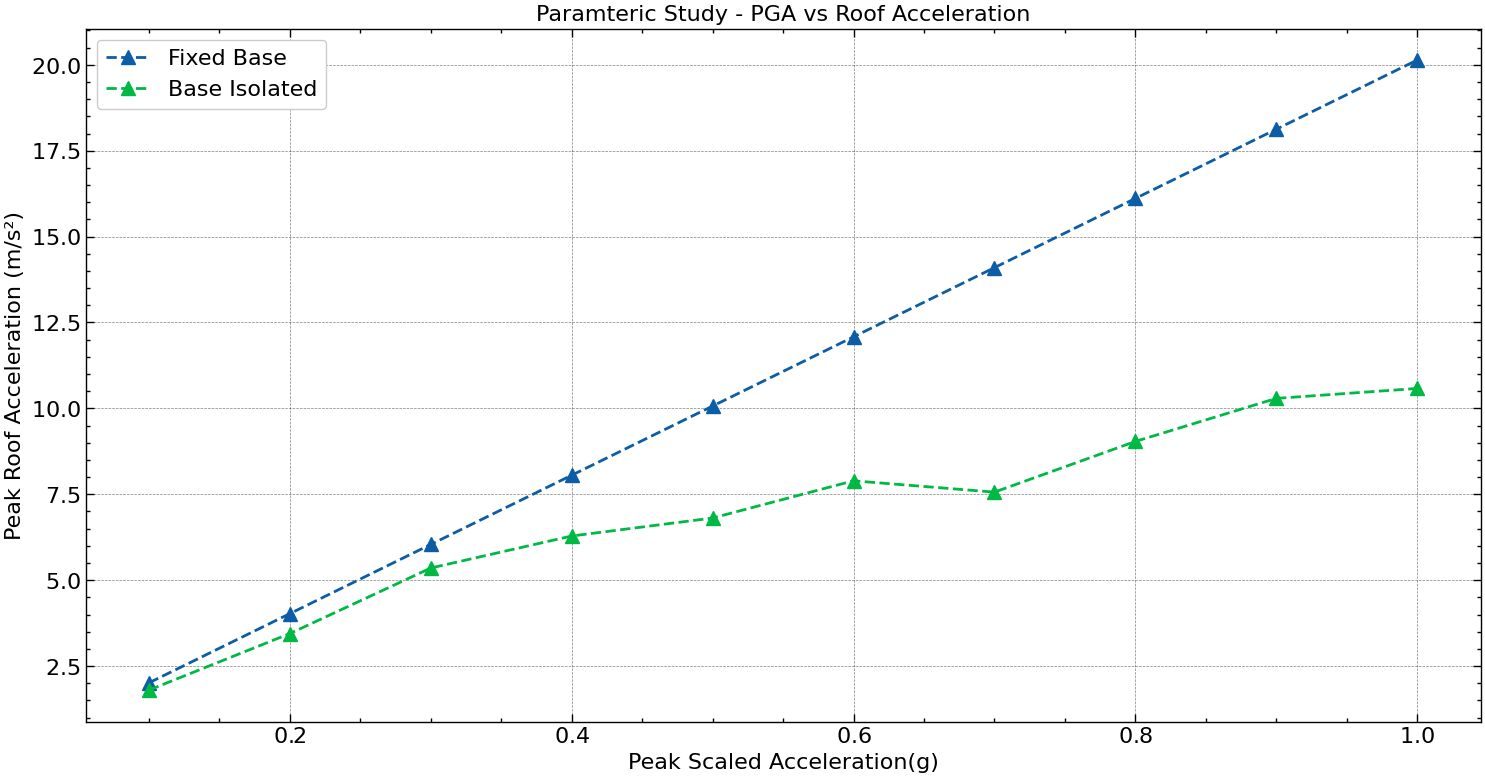 Paramteric Study - PGA vs Roof Acceleration
Fixed Base
Base Isolated
Peak Roof Acceleration (m/s²)
20.0
17.5
15.0
12.5
10.0
7.5
5.0
2.5
0.2
0.4
0.6
0.8
1.0
Peak Scaled Acceleration(g)